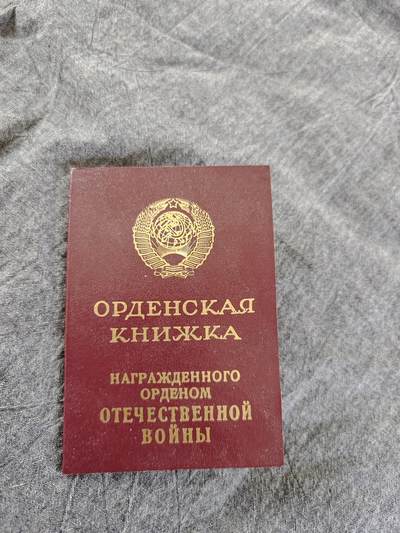 ОРДЕНСКАЯ
КНИЖКА
НАГРАЖДЕННОГО
ОРДЕНОМ
ОТЕЧЕСТВЕННОЙ
ВОЙНЫ